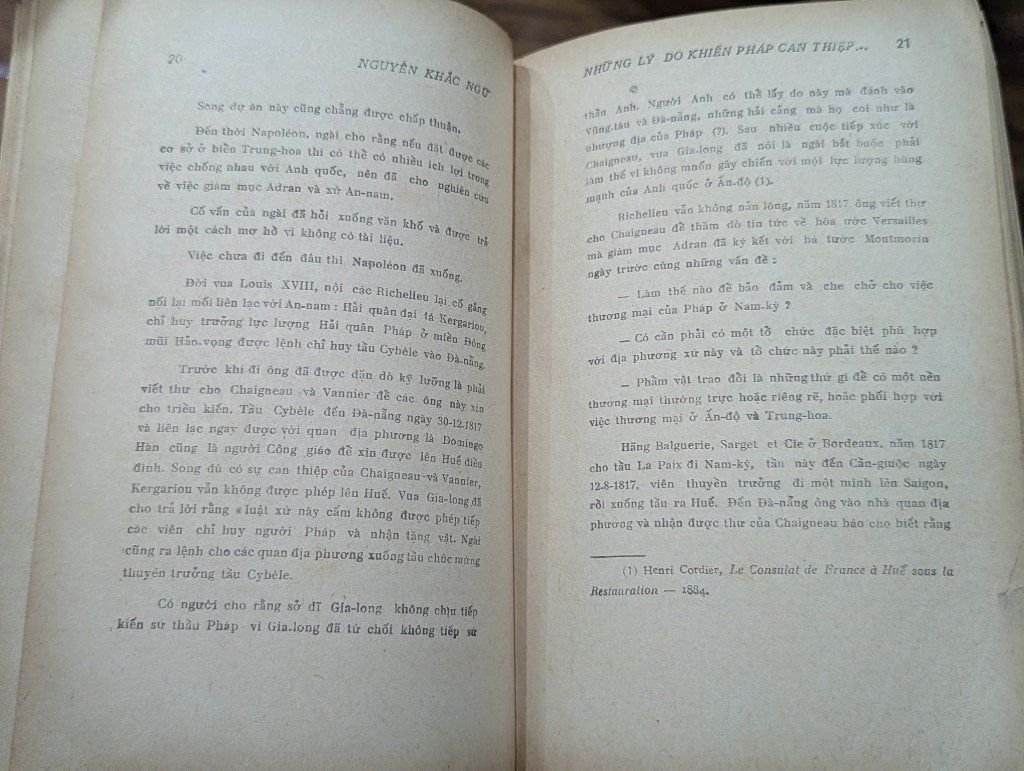 20
NGUYỄN KHẮC NGỮ
Song dự án này cũng chẳng được chấp thuận.
Đến thời Napoléon, ngài cho rằng nếu đặt được các
cơ sở ở biển Trung-hoa thì có thể có nhiều ích lợi trong
việc chống nhau với Anh quốc, nên đã cho nghiên cứu
về việc giám mục Adran và xứ An-nam.
Cố vấn của ngài đã hỏi xuống văn khố và được trả
lời một cách mơ hồ vì không có tài liệu.
Việc chưa đi đến đâu thì Napoléon đã xuống.
Đời vua Louis XVIII, nội các Richelieu lại cố gắng
nối lại mối liên lạc với An-nam : Hải quân đại tá Kergariou,
chỉ huy trưởng lực lượng Hải quân Pháp ở miền Đông
mũi Hảo-vọng được lệnh chỉ huy tầu Cybèle vào Đà-nẵng.
Trước khi đi ông đã được dặn dò kỹ lưỡng là phải
viết thư cho Chaigneau và Vannier để các ông này xin
cho triều kiến. Tầu Cybèle đến Đà-nẵng ngày 30-12-1817
và liên lạc ngay được với quan địa phương là Domingo
Hàn cũng là người Công giáo để xin được lên Huế điều
đình. Song dù có sự can thiệp của Chaigneau và Vannier,
Kergariou vẫn không được phép lên Huế. Vua Gia-long đã
cho trả lời rằng « luật xứ này cấm không được phép tiếp
các viên chỉ huy người Pháp và nhận tặng vật. Ngài
cũng ra lệnh cho các quan địa phương xuống tầu chúc mừng
thuyền trưởng tầu Cybèle.
Có người cho rằng sở dĩ Gia-long không chịu tiếp
kiến sứ thần Pháp vì Gia-long đã từ chối không tiếp sứ
NHỮNG LÝ DO KHIẾN PHÁP CAN THIỆP... 21
thần Anh. Người Anh có thể lấy do này mà đánh vào
vũng-tàu và Đà-nẵng, những hải cảng mà họ coi như là
nhượng địa của Pháp (?). Sau nhiều cuộc tiếp xúc với
Chaigneau, vua Gia-long đã nói là ngài bắt buộc phải
làm thế vì không muốn gây chiến với một lực lượng hùng
mạnh của Anh quốc ở Ấn-độ (1).
Richelieu vẫn không nản lòng, năm 1817 ông viết thư
cho Chaigneau để thăm dò tin tức về hòa ước Versailles
mà giám mục Adran đã ký kết với bá tước Montmorin
ngày trước cùng những vấn đề :
— Làm thế nào để bảo đảm và che chở cho việc
thương mại của Pháp ở Nam-kỳ ?
— Có cần phải có một tổ chức đặc biệt phù hợp
với địa phương xứ này và tổ chức này phải thế nào ?
— Phẩm vật trao đổi là những thứ gì để có một nền
thương mại thường trực hoặc riêng rẽ, hoặc phối hợp với
việc thương mại ở Ấn-độ và Trung-hoa.
Hãng Balguerie, Sarget et Cie ở Bordeaux, năm 1817
cho tầu La Paix đi Nam-kỳ, tầu này đến Cần-giuộc ngày
12-8-1817, viên thuyền trưởng đi một mình lên Saigon,
rồi xuống tầu ra Huế. Đến Đà-nẵng ông vào nhà quan địa
phương và nhận được thư của Chaigneau báo cho biết rằng
(1) Henri Cordier, Le Consulat de France à Huế sous la
Restauration — 1884.